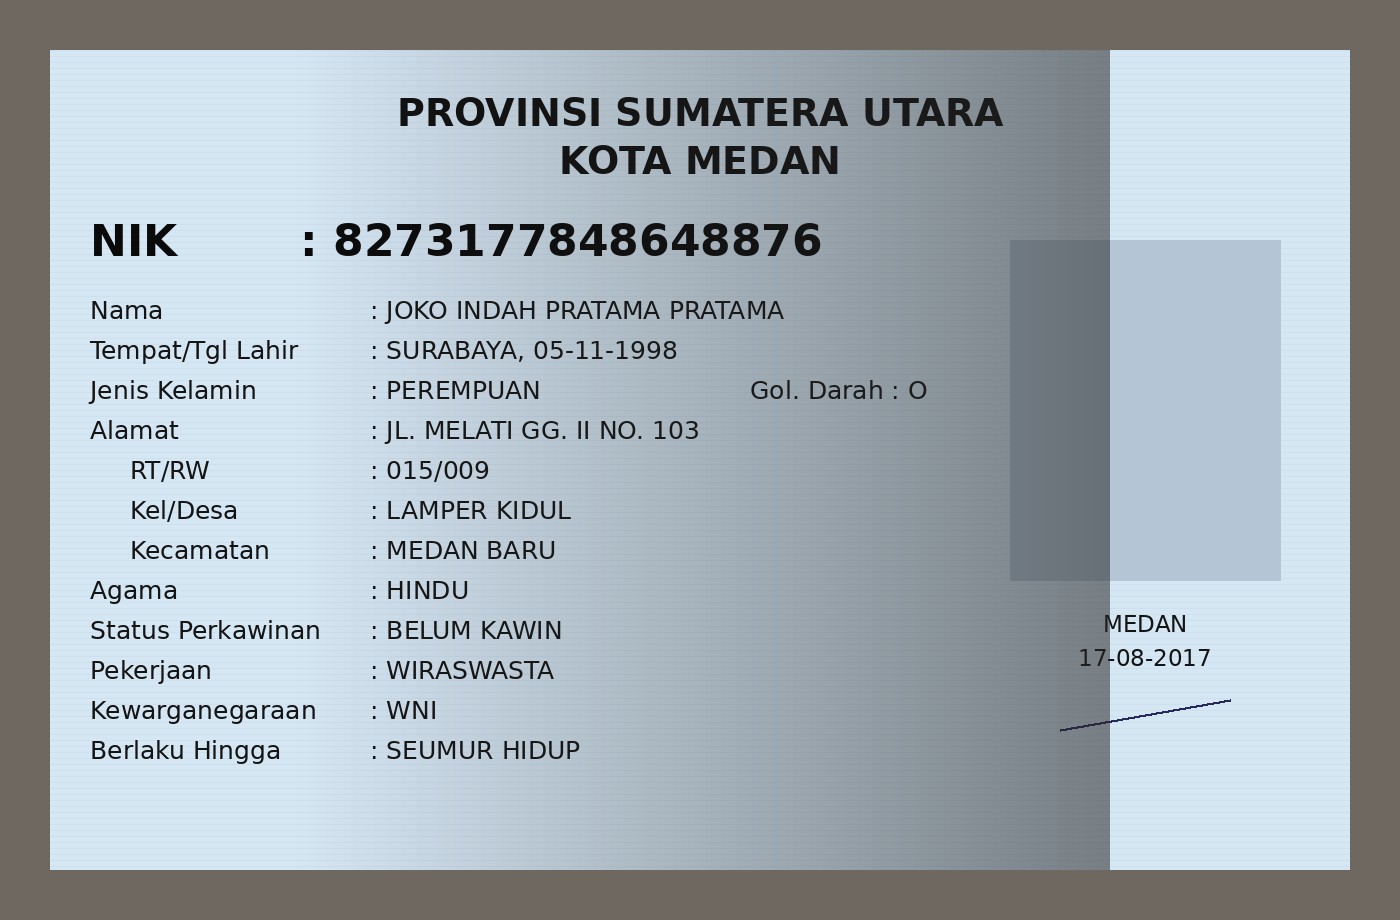 PROVINSI SUMATERA UTARA
KOTA MEDAN
NIK : 8273177848648876
Nama : JOKO INDAH PRATAMA PRATAMA
Tempat/Tgl Lahir : SURABAYA, 05-11-1998
Jenis Kelamin : PEREMPUAN Gol. Darah : O
Alamat : JL. MELATI GG. II NO. 103
RT/RW : 015/009
Kel/Desa : LAMPER KIDUL
Kecamatan : MEDAN BARU
Agama : HINDU
Status Perkawinan : BELUM KAWIN
Pekerjaan : WIRASWASTA
Kewarganegaraan : WNI
Berlaku Hingga : SEUMUR HIDUP
MEDAN
17-08-2017